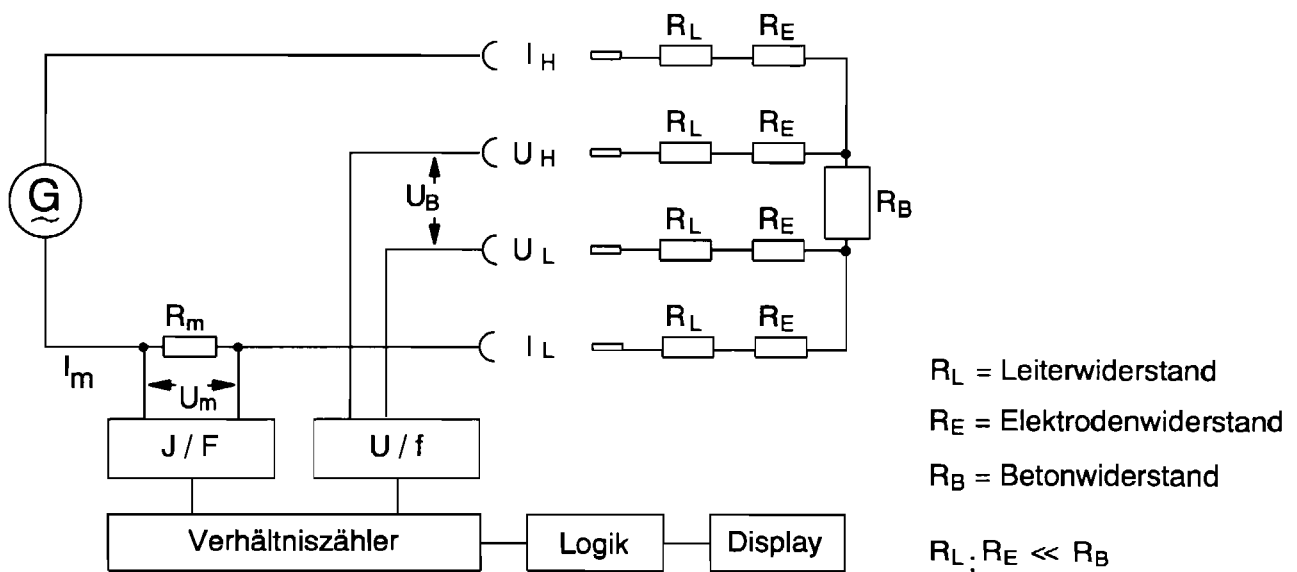 I H R L R E
G ~
U H R L R E
U B
R B
U L R L R E
R m
I L R L R E
I m
U m
J / F
U / f
Verhältniszähler
Logik
Display
R L = Leiterwiderstand
R E = Elektrodenwiderstand
R B = Betonwiderstand
R L ; R E << R B